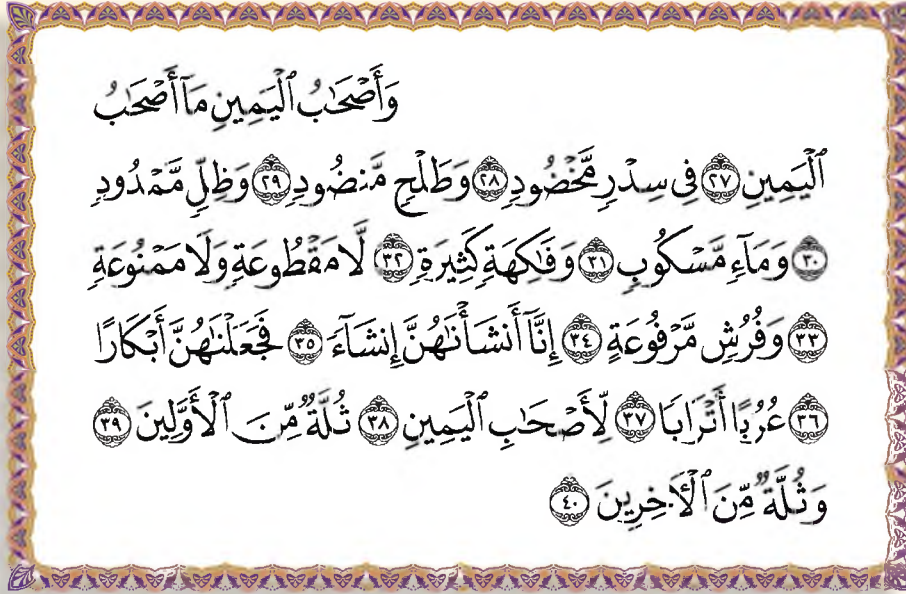 وَأَصْحَٰبُ ٱلْيَمِينِ مَآ أَصْحَٰبُ
ٱلْيَمِينِ ٢٧ فِى سِدْرٍ مَّخْضُودٍ ٢٨ وَطَلْحٍ مَّنضُودٍ ٢٩ وَظِلٍّ مَّمْدُودٍ
٣٠ وَمَآءٍ مَّسْكُوبٍ ٣١ وَفَٰكِهَةٍ كَثِيرَةٍ ٣٢ لَّا مَقْطُوعَةٍ وَلَا مَمْنُوعَةٍ
٣٣ وَفُرُشٍ مَّرْفُوعَةٍ ٣٤ إِنَّآ أَنشَأْنَٰهُنَّ إِنشَآءً ٣٥ فَجَعَلْنَٰهُنَّ أَبْكَارًا
٣٦ عُرُبًا أَتْرَابًا ٣٧ لِّأَصْحَٰبِ ٱلْيَمِينِ ٣٨ ثُلَّةٌ مِّنَ ٱلْأَوَّلِينَ ٣٩
وَثُلَّةٌ مِّنَ ٱلْءَاخِرِينَ ٤٠